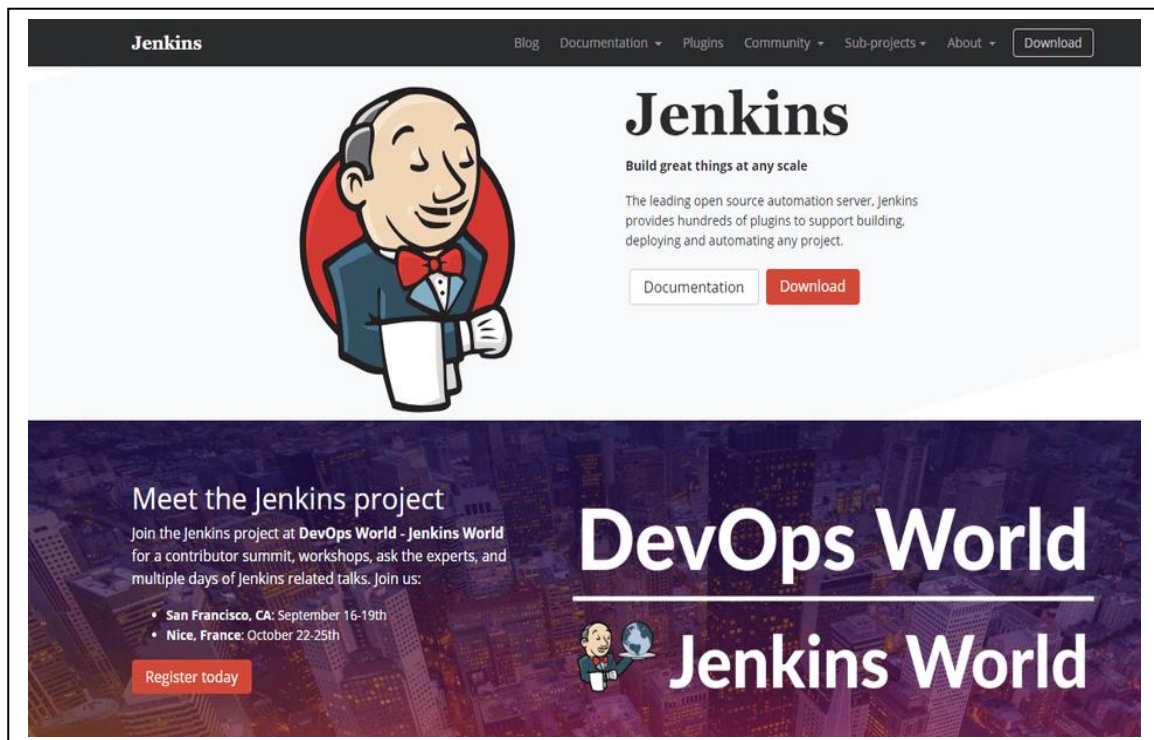 Jenkins
Blog Documentation Plugins Community Sub-projects About Download
Jenkins
Build great things at any scale
The leading open source automation server, Jenkins
provides hundreds of plugins to support building,
deploying and automating any project.
Documentation Download
Meet the Jenkins project
Join the Jenkins project at DevOps World - Jenkins World
for a contributor summit, workshops, ask the experts, and
multiple days of Jenkins related talks. Join us:
• San Francisco, CA: September 16-19th
• Nice, France: October 22-25th
Register today
DevOps World
Jenkins World